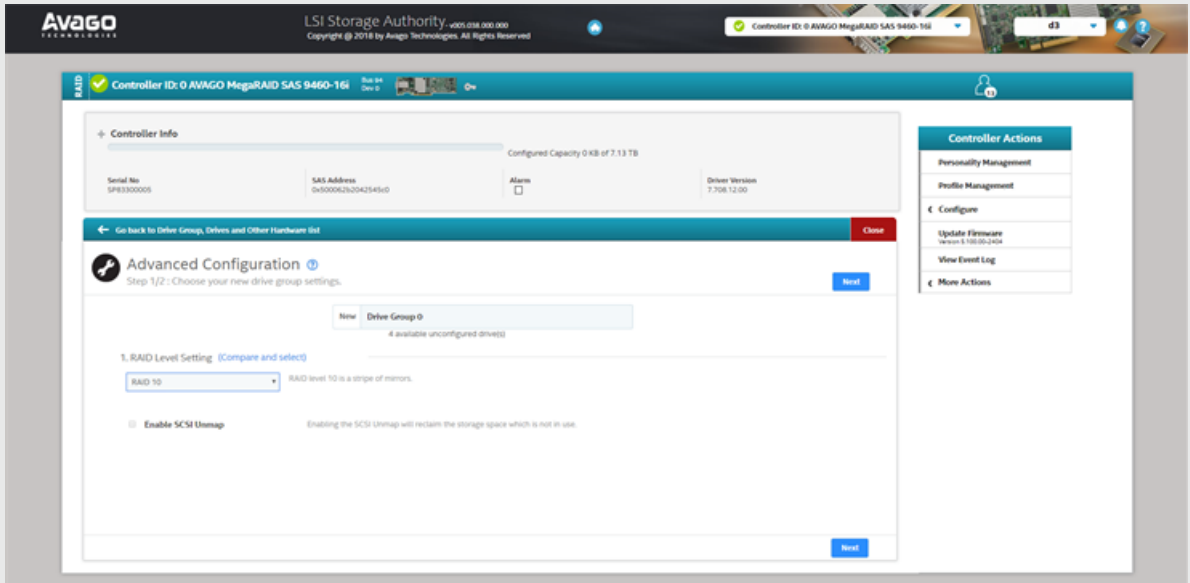 AVAGO
TECHNOLOGIES
LSI Storage Authority. v005.038.000.000
Copyright @ 2018 by Avago Technologies. All Rights Reserved
Controller ID: 0 AVAGO MegaRAID SAS 9460-16i
d3
?
RAID
Controller ID: 0 AVAGO MegaRAID SAS 9460-16i
Bus 94
Dev 0
+ Controller Info
Configured Capacity 0 KB of 7.13 TB
Serial No
SP83300005
SAS Address
0x500062b2042545c0
Alarm
Driver Version
7.708.12.00
Go back to Drive Group, Drives and Other Hardware list
Close
Advanced Configuration ?
Step 1/2 : Choose your new drive group settings.
Next
New Drive Group 0
4 available unconfigured drive(s)
1. RAID Level Setting (Compare and select)
RAID 10
RAID level 10 is a stripe of mirrors.
Enable SCSI Unmap
Enabling the SCSI Unmap will reclaim the storage space which is not in use.
Next
Controller Actions
Personality Management
Profile Management
Configure
Update Firmware
Version 5.100.00-2404
View Event Log
More Actions